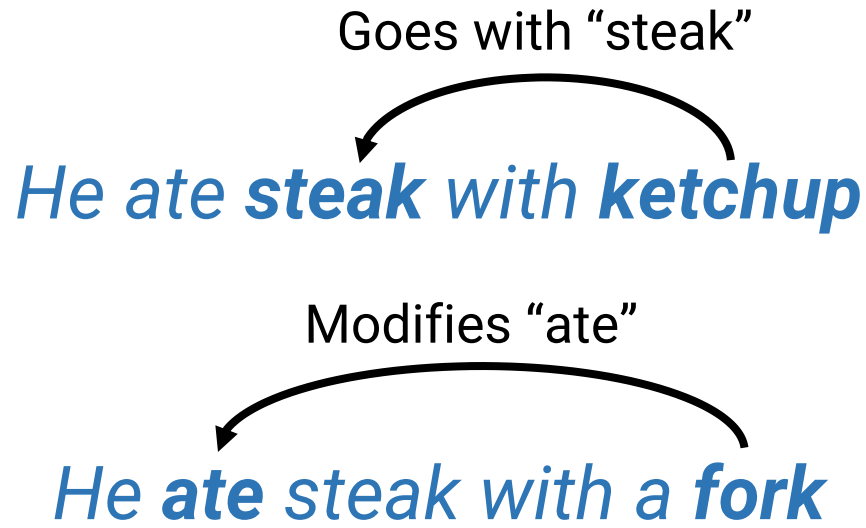 Goes with “steak”
He ate steak with ketchup
Modifies “ate”
He ate steak with a fork